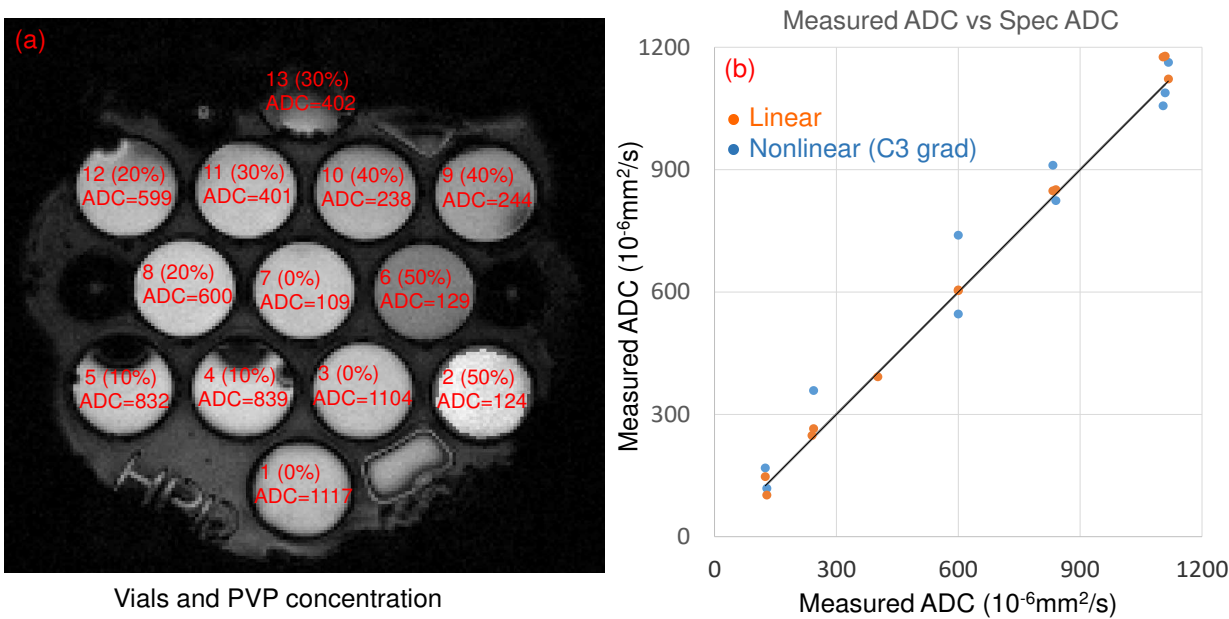 (a)
13 (30%)
ADC=402
12 (20%)
ADC=599
11 (30%)
ADC=401
10 (40%)
ADC=238
9 (40%)
ADC=244
8 (20%)
ADC=600
7 (0%)
ADC=109
6 (50%)
ADC=129
5 (10%)
ADC=832
4 (10%)
ADC=839
3 (0%)
ADC=1104
2 (50%)
ADC=124
1 (0%)
ADC=1117
HPD
Vials and PVP concentration
Measured ADC vs Spec ADC
(b)
Linear
Nonlinear (C3 grad)
Measured ADC (10⁻⁶mm²/s)
1200
900
600
300
0
0 300 600 900 1200
Measured ADC (10⁻⁶mm²/s)